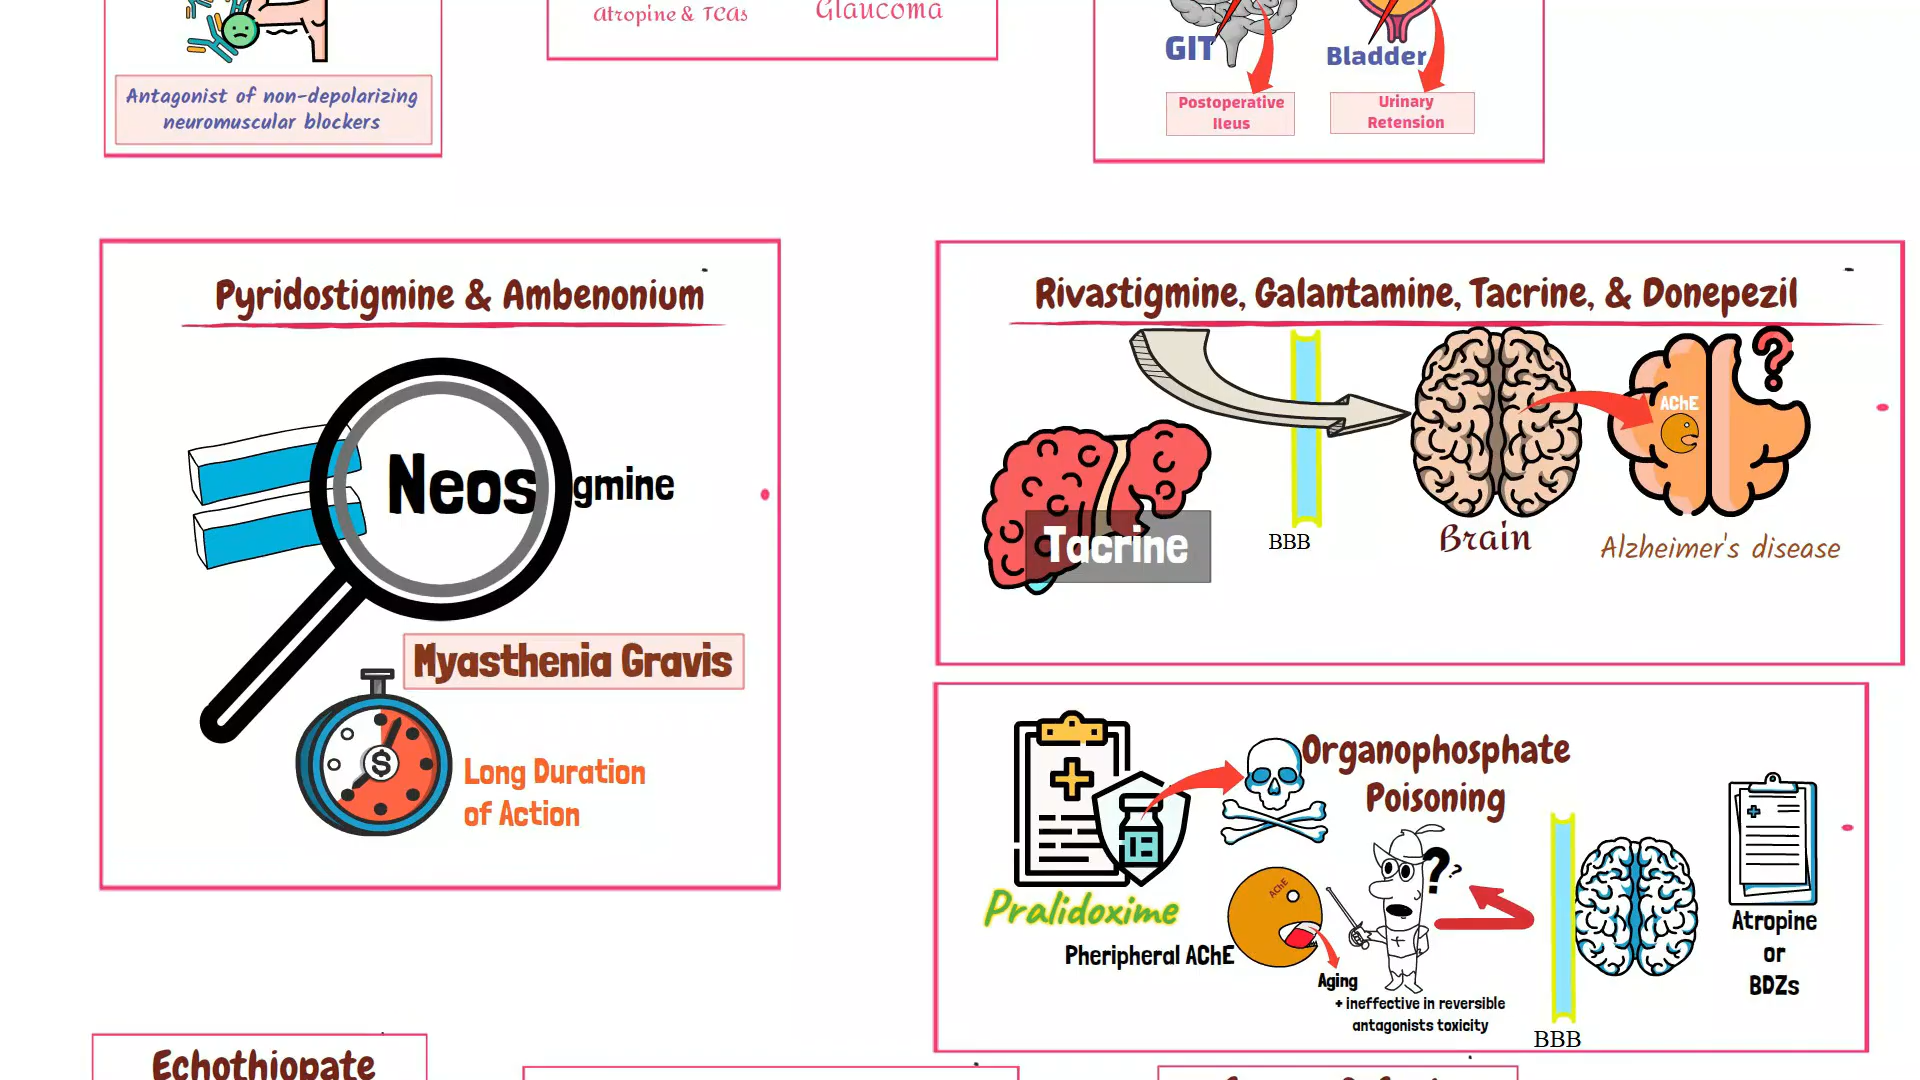 Atropine & TCAs
Glaucoma
GIT
Bladder
Antagonist of non-depolarizing
neuromuscular blockers
Postoperative
Ileus
Urinary
Retension
Pyridostigmine & Ambenonium
Neos gmine
Myasthenia Gravis
$
Long Duration
of Action
Rivastigmine, Galantamine, Tacrine, & Donepezil
?
AChE
Tacrine
BBB
Brain
Alzheimer's disease
Organophosphate
Poisoning
Pralidoxime
Pheripheral AChE
AChE
? ?
Aging
+ ineffective in reversible
antagonists toxicity
BBB
Atropine
or
BDZs
Echothiopate